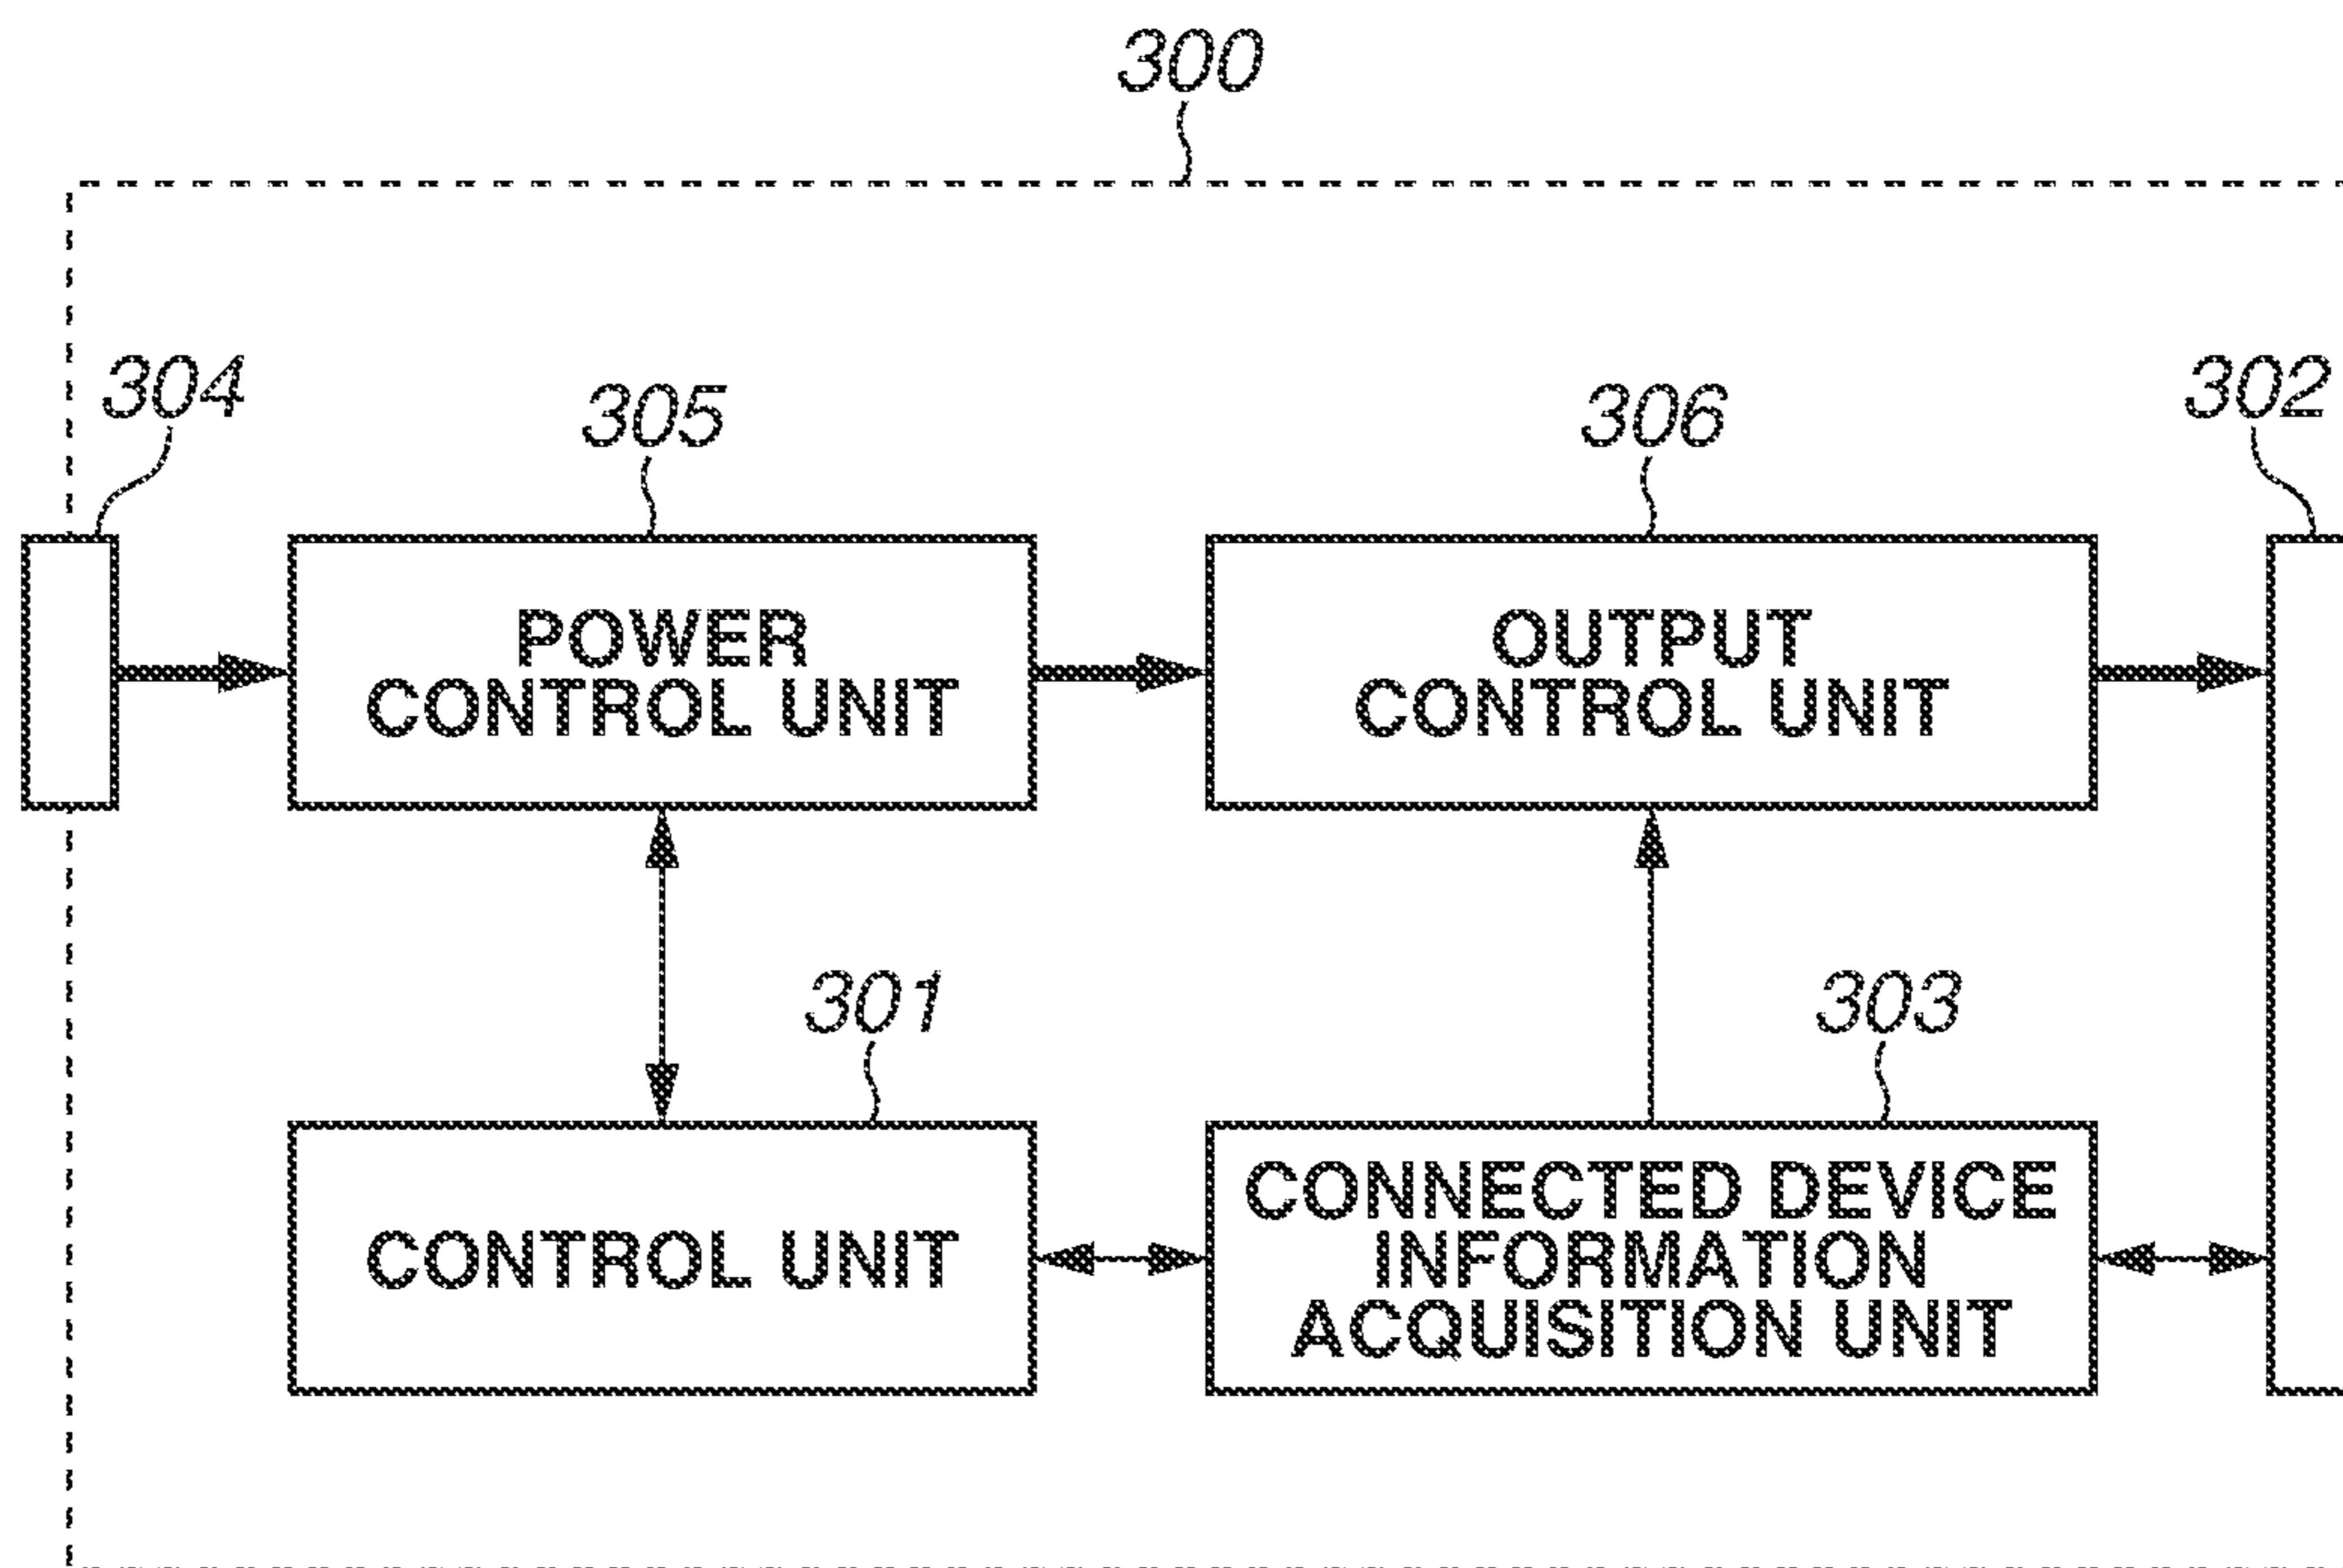 300
304
305
306
302
POWER
CONTROL UNIT
OUTPUT
CONTROL UNIT
301
303
CONTROL UNIT
CONNECTED DEVICE
INFORMATION
ACQUISITION UNIT